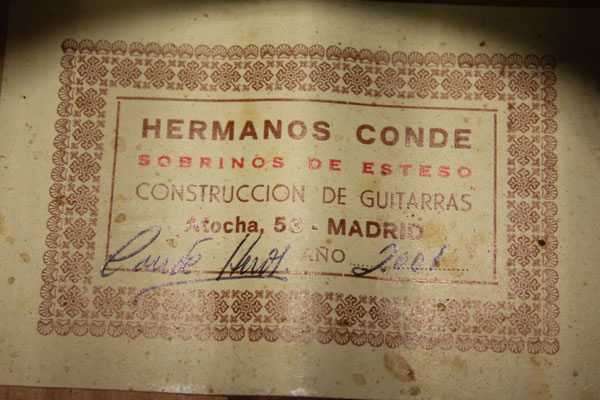 HERMANOS CONDE
SOBRINOS DE ESTESO
CONSTRUCCION DE GUITARRAS
Atocha, 53 - MADRID
Conde Hnos. AÑO 2001